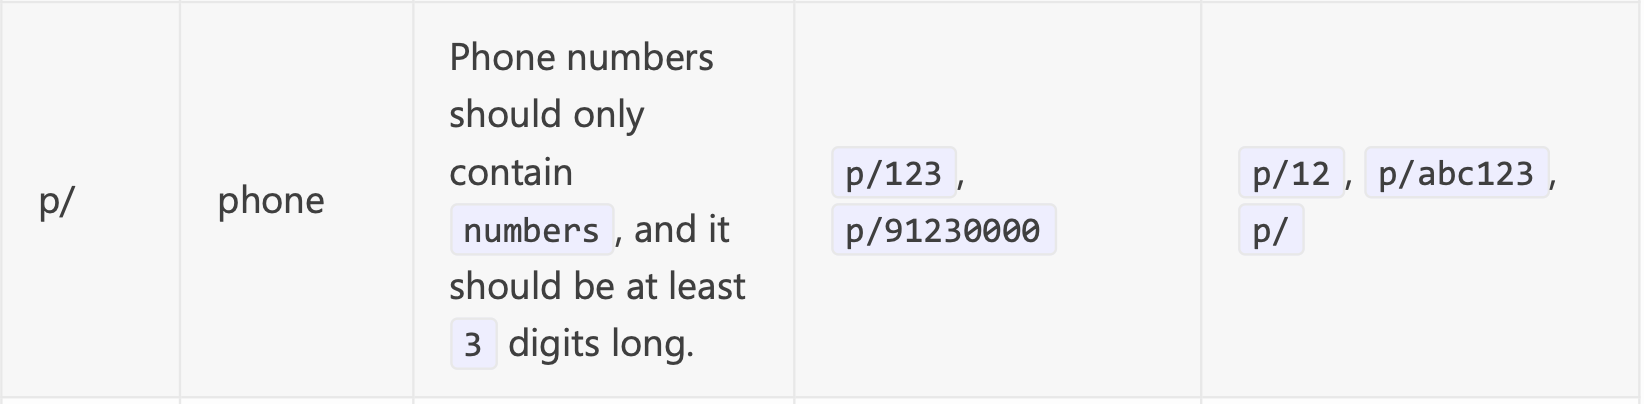 p/
phone
Phone numbers
should only
contain
numbers, and it
should be at least
3 digits long.
p/123,
p/91230000
p/12, p/abc123,
p/